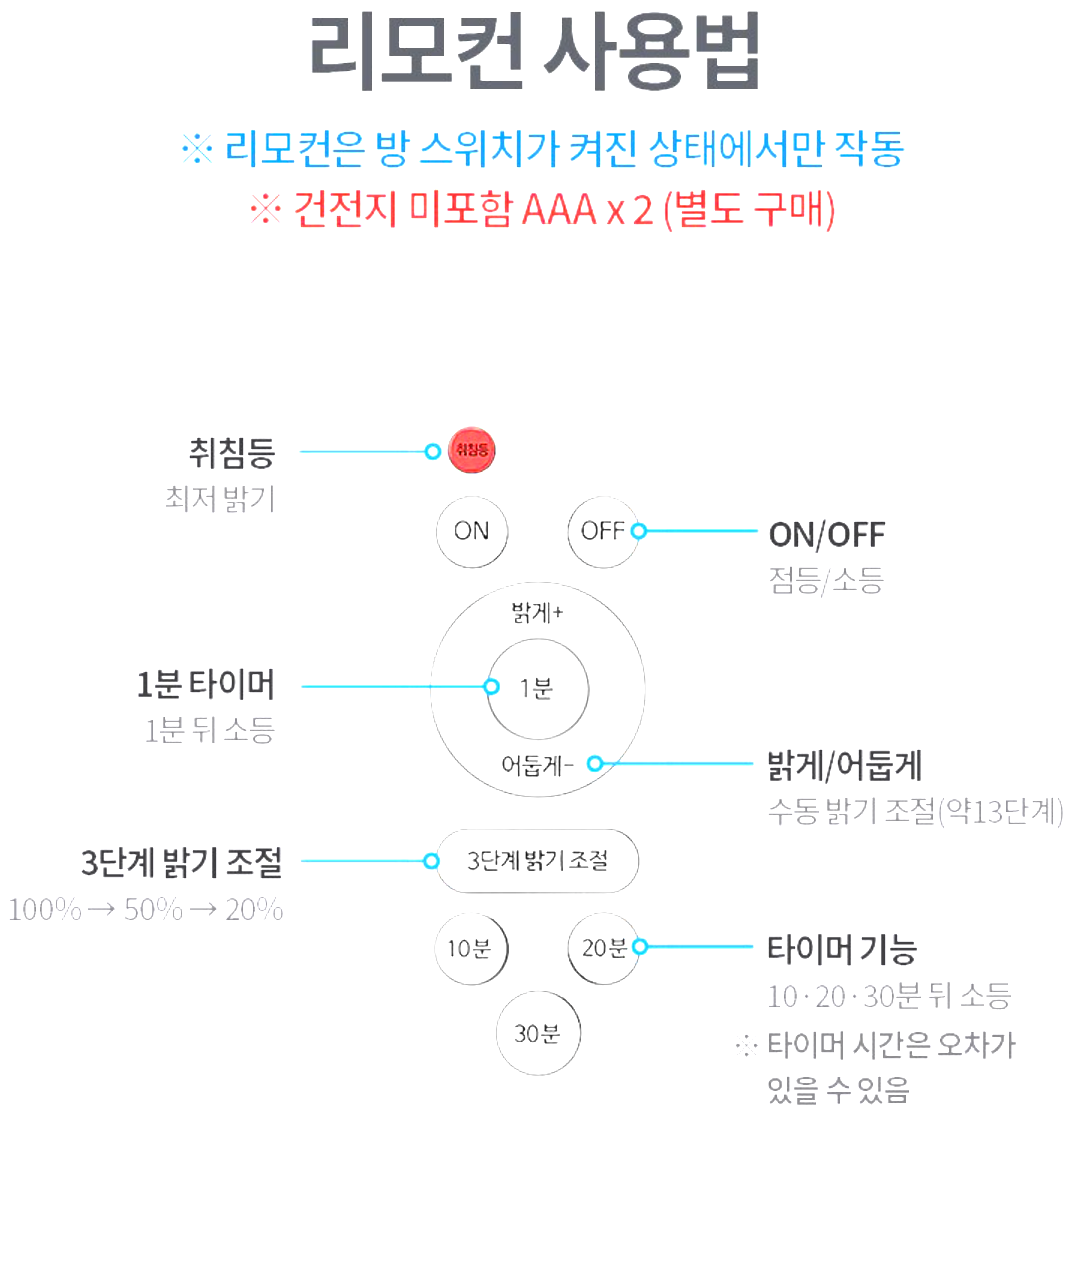 리모컨 사용법
※ 리모컨은 방 스위치가 켜진 상태에서만 작동
※ 건전지 미포함 AAA x 2 (별도 구매)
취침등
최저 밝기
취침등
ON
OFF
ON/OFF
점등/소등
밝게+
1분 타이머
1분 뒤 소등
1분
어둡게-
밝게/어둡게
수동 밝기 조절(약13단계)
3단계 밝기 조절
100% → 50% → 20%
3단계 밝기 조절
10분
20분
30분
타이머 기능
10 · 20 · 30분 뒤 소등
※ 타이머 시간은 오차가
있을 수 있음